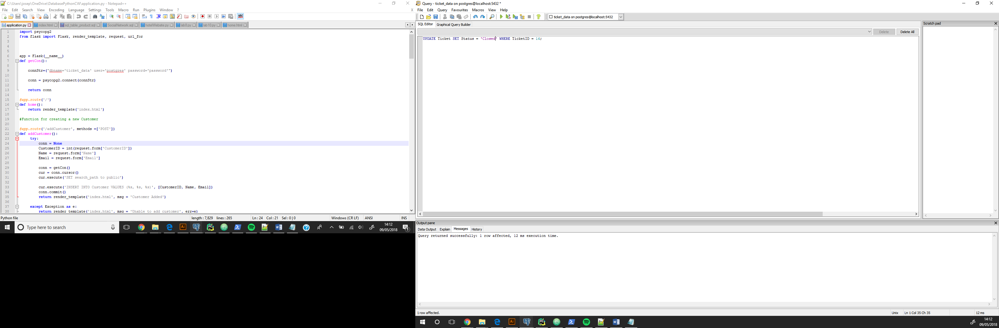 C:\Users\josep\OneDrive\DatabasePythonCW\application.py - Notepad++
File Edit Search View Encoding Language Settings Tools Macro Run Plugins Window ? X
application.py index.html sql_table_product.sql SocialNetwork.sql hotelWebsite.py lab8.py lab10.py home.html
1 import psycopg2
2 from flask import Flask, render_template, request, url_for
3
4
5
6 app = Flask(__name__)
7 def getCon():
8
9 connStr=("dbname='ticket_data' user='postgres' password='password'")
10
11 conn = psycopg2.connect(connStr)
12
13 return conn
14
15 @app.route('/')
16 def home():
17 return render_template('index.html')
18
19 #Function for creating a new Customer
20
21 @app.route('/addCustomer', methods =['POST'])
22 def addCustomer():
23 try:
24 conn = None
25 CustomerID = int(request.form['CustomerID'])
26 Name = request.form['Name']
27 Email = request.form['Email']
28
29 conn = getCon()
30 cur = conn.cursor()
31 cur.execute('SET search_path to public')
32
33 cur.execute('INSERT INTO Customer VALUES (%s, %s, %s)', [CustomerID, Name, Email])
34 conn.commit()
35 return render_template('index.html', msg = 'Customer Added')
36
37 except Exception as e:
38 return render_template('index.html', msg = 'Unable to add customer', err=e)
Python file length : 7,829 lines : 265 Ln : 24 Col : 21 Sel : 0 | 0 Windows (CR LF) ANSI INS
Type here to search
14:12
09/05/2018
Query - ticket_data on postgres@localhost:5432 *
File Edit Query Favourites Macros View Help
ticket_data on postgres@localhost:5432
SQL Editor Graphical Query Builder
Delete Delete All
UPDATE Ticket SET Status = 'Closed' WHERE TicketID = 14;
Scratch pad
Output pane
Data Output Explain Messages History
Query returned successfully: 1 row affected, 12 ms execution time.
1 row affected. Unix Ln 1 Col 35 Ch 35 12 ms
14:12
09/05/2018